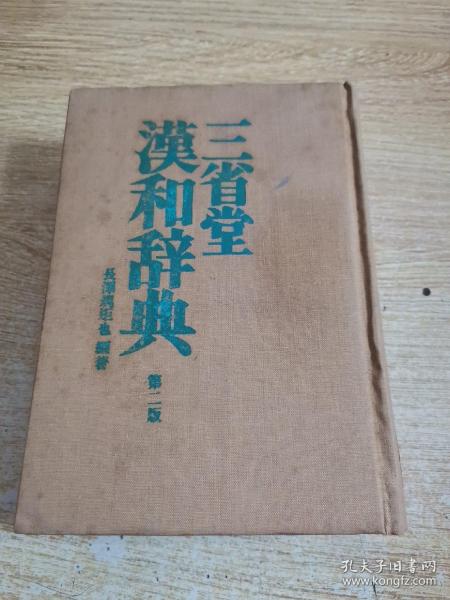 三省堂
漢和辞典
第二版
長澤規矩也 編著
孔夫子旧书网
www.kongfz.com